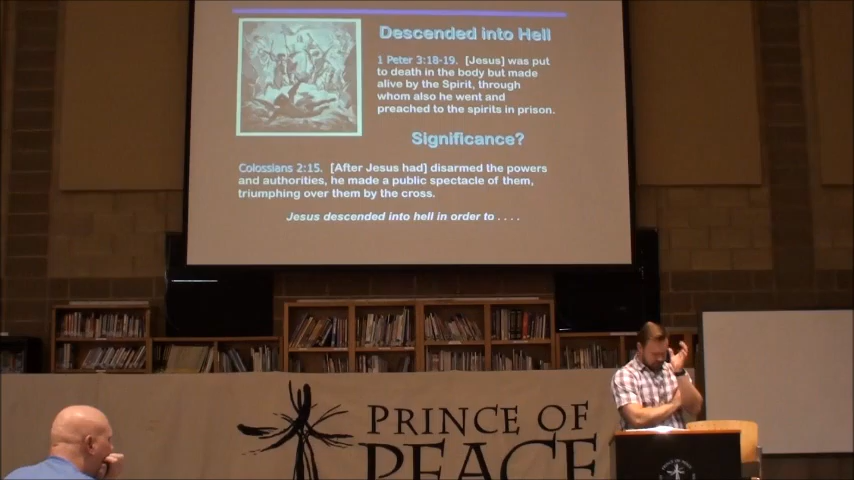 Descended into Hell
1 Peter 3:18-19. [Jesus] was put
to death in the body but made
alive by the Spirit, through
whom also he went and
preached to the spirits in prison.
Significance?
Colossians 2:15. [After Jesus had] disarmed the powers
and authorities, he made a public spectacle of them,
triumphing over them by the cross.
Jesus descended into hell in order to . . . .
PRINCE OF
PEACE